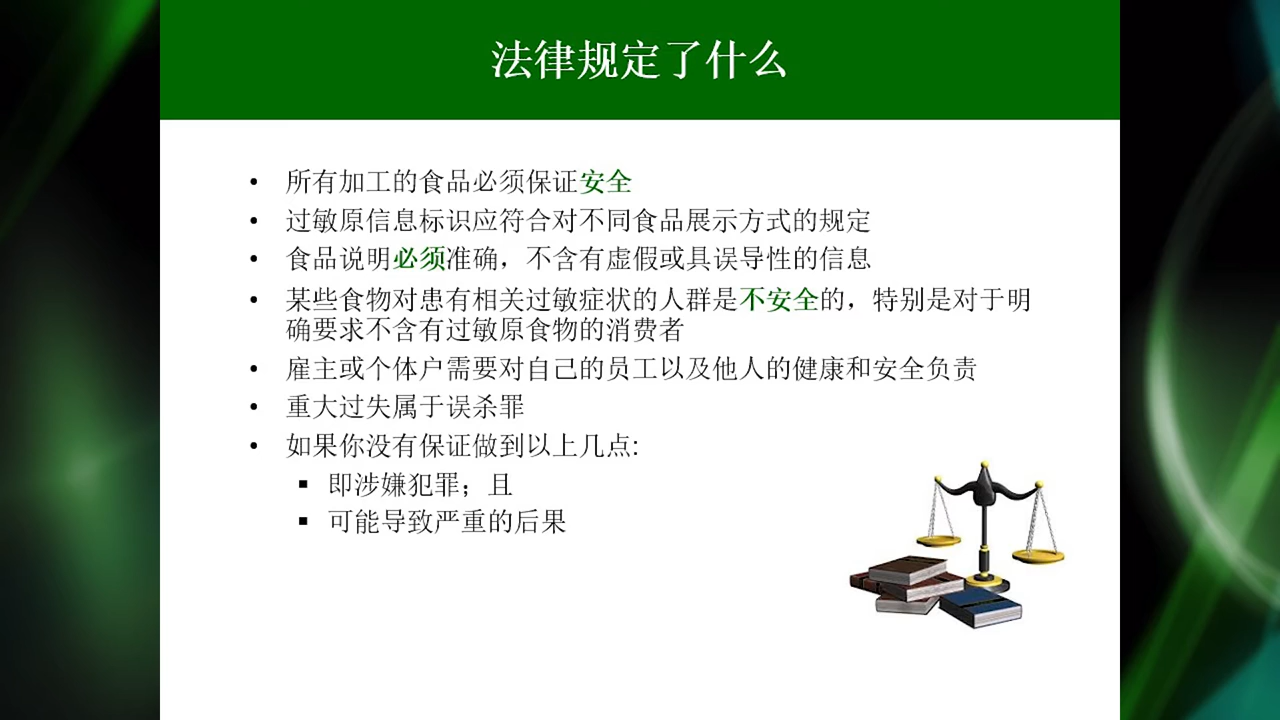 法律规定了什么
• 所有加工的食品必须保证安全
• 过敏原信息标识应符合对不同食品展示方式的规定
• 食品说明必须准确，不含有虚假或具误导性的信息
• 某些食物对患有相关过敏症状的人群是不安全的，特别是对于明
确要求不含有过敏原食物的消费者
• 雇主或个体户需要对自己的员工以及他人的健康和安全负责
• 重大过失属于误杀罪
• 如果你没有保证做到以上几点:
▪ 即涉嫌犯罪；且
▪ 可能导致严重的后果